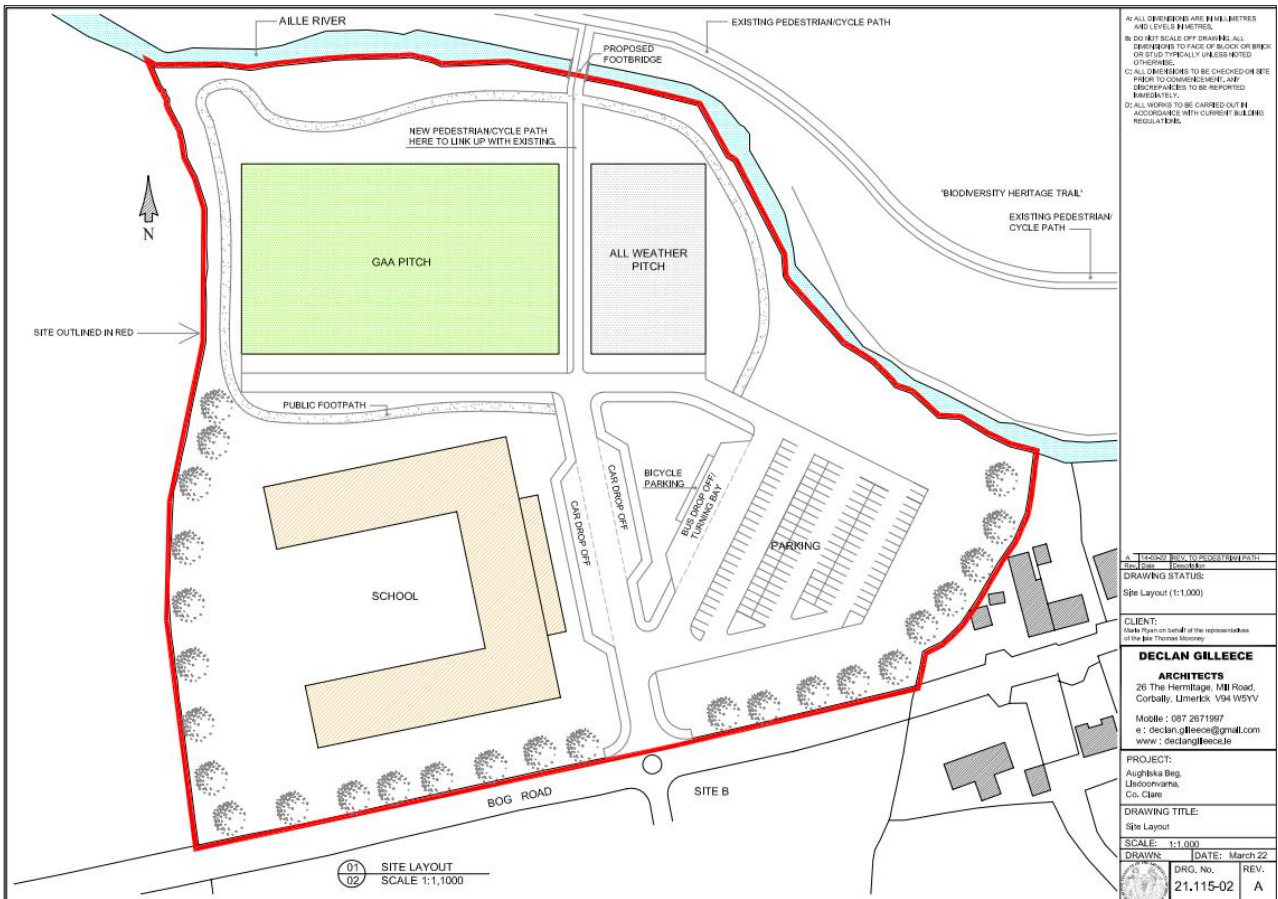 AILLE RIVER
EXISTING PEDESTRIAN/CYCLE PATH
PROPOSED
FOOTBRIDGE
NEW PEDESTRIAN/CYCLE PATH
HERE TO LINK UP WITH EXISTING.
N
'BIODIVERSITY HERITAGE TRAIL'
EXISTING PEDESTRIAN/
CYCLE PATH
GAA PITCH
ALL WEATHER
PITCH
SITE OUTLINED IN RED
PUBLIC FOOTPATH
CAR DROP OFF
CAR DROP OFF
BICYCLE
PARKING
BUS DROP OFF/
TURNING BAY
PARKING
SCHOOL
BOG ROAD
SITE B
01
02
SITE LAYOUT
SCALE 1:1,1000
A: ALL DIMENSIONS ARE IN MILLIMETRES
AND LEVELS IN METRES.
B: DO NOT SCALE OFF DRAWING. ALL
DIMENSIONS TO FACE OF BLOCK OR BRICK
OR STUD TYPICALLY UNLESS NOTED
OTHERWISE.
C: ALL DIMENSIONS TO BE CHECKED ON SITE
PRIOR TO COMMENCEMENT. ANY
DISCREPANCIES TO BE REPORTED
IMMEDIATELY.
D: ALL WORKS TO BE CARRIED OUT IN
ACCORDANCE WITH CURRENT BUILDING
REGULATIONS.
A 14-03-22 REV. TO PEDESTRIAN PATH
Rev. Date Description
DRAWING STATUS:
Site Layout (1:1,000)
CLIENT:
Maria Ryan on behalf of the representatives
of the late Thomas Moroney
DECLAN GILLEECE
ARCHITECTS
26 The Hermitage, Mill Road,
Corbally, Limerick V94 W5YV
Mobile : 087 2671997
e : declan.gilleece@gmail.com
www : declangilleece.ie
PROJECT:
Aughiska Beg,
Lisdoonvarna,
Co. Clare
DRAWING TITLE:
Site Layout
SCALE: 1:1,000
DRAWN:
DATE: March 22
DRG. No.
21.115-02
REV.
A